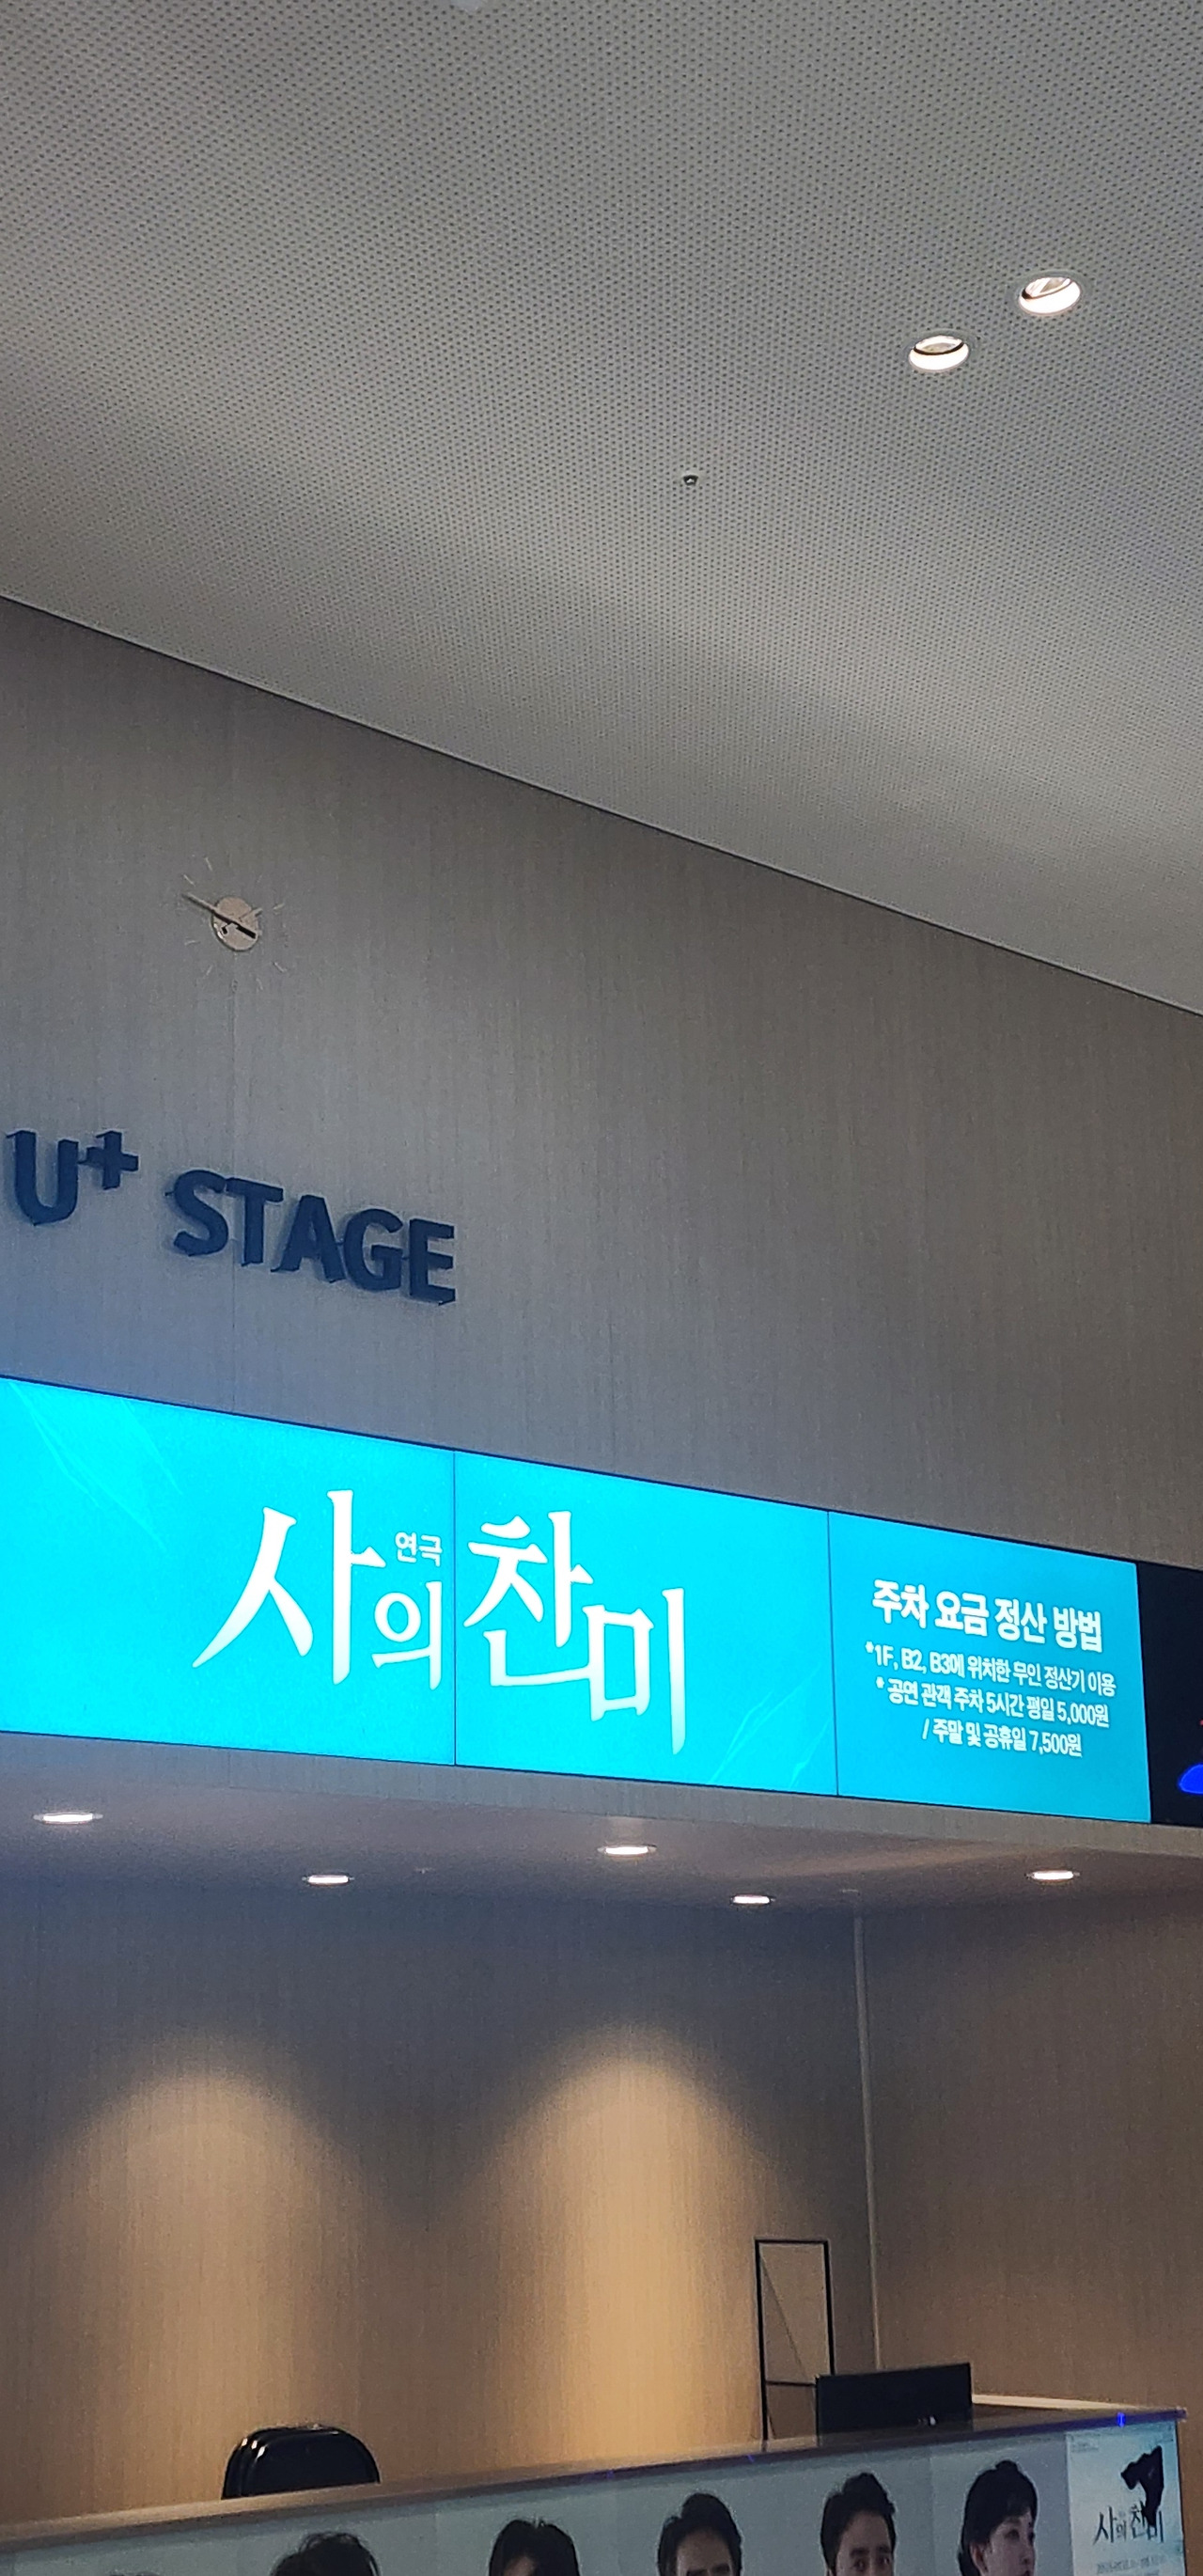 U+ STAGE
연극
사의찬미
주차 요금 정산 방법
*1F, B2, B3에 위치한 무인 정산기 이용
* 공연 관객 주차 5시간 평일 5,000원
/ 주말 및 공휴일 7,500원
사의찬미